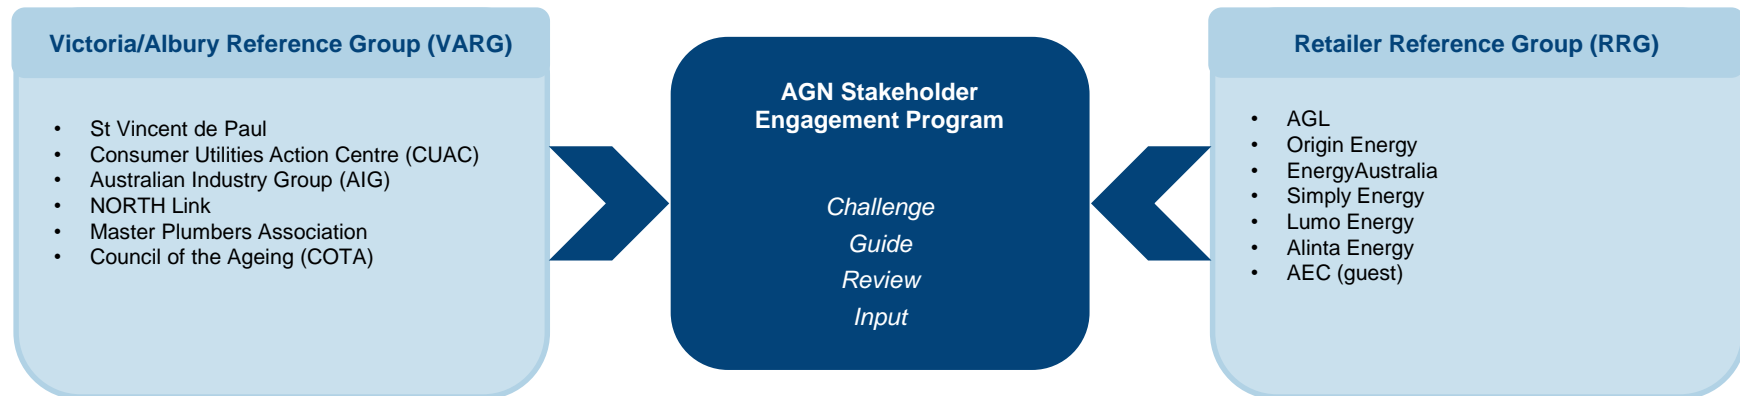 Victoria/Albury Reference Group (VARG)
• St Vincent de Paul
• Consumer Utilities Action Centre (CUAC)
• Australian Industry Group (AIG)
• NORTH Link
• Master Plumbers Association
• Council of the Ageing (COTA)
AGN Stakeholder
Engagement Program
Challenge
Guide
Review
Input
Retailer Reference Group (RRG)
• AGL
• Origin Energy
• EnergyAustralia
• Simply Energy
• Lumo Energy
• Alinta Energy
• AEC (guest)